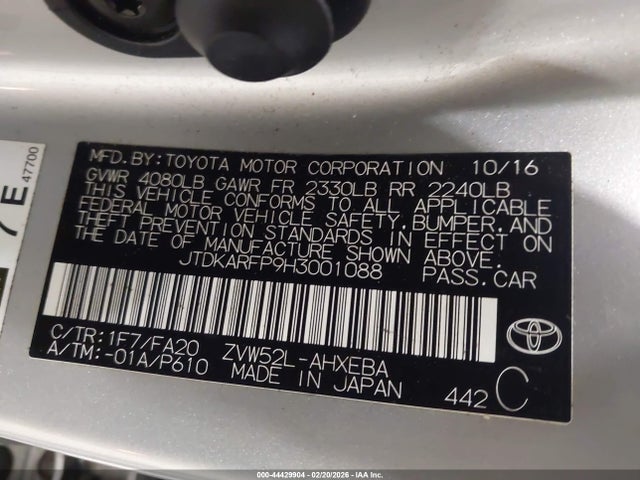 MFD.BY:TOYOTA MOTOR CORPORATION 10/16
GVWR 4080LB GAWR FR 2330LB RR 2240LB
THIS VEHICLE CONFORMS TO ALL APPLICABLE
FEDERAL MOTOR VEHICLE SAFETY,BUMPER,AND
THEFT PREVENTION STANDARDS IN EFFECT ON
THE DATE OF MANUFACTURE SHOWN ABOVE.
JTDKARFP9H3001088 PASS.CAR
C/TR:1F7/FA20 ZVW52L-AHXEBA
A/TM:-01A/P610 MADE IN JAPAN
442 C
7/E
47700
000-44429904 - 02/20/2026 - IAA Inc.